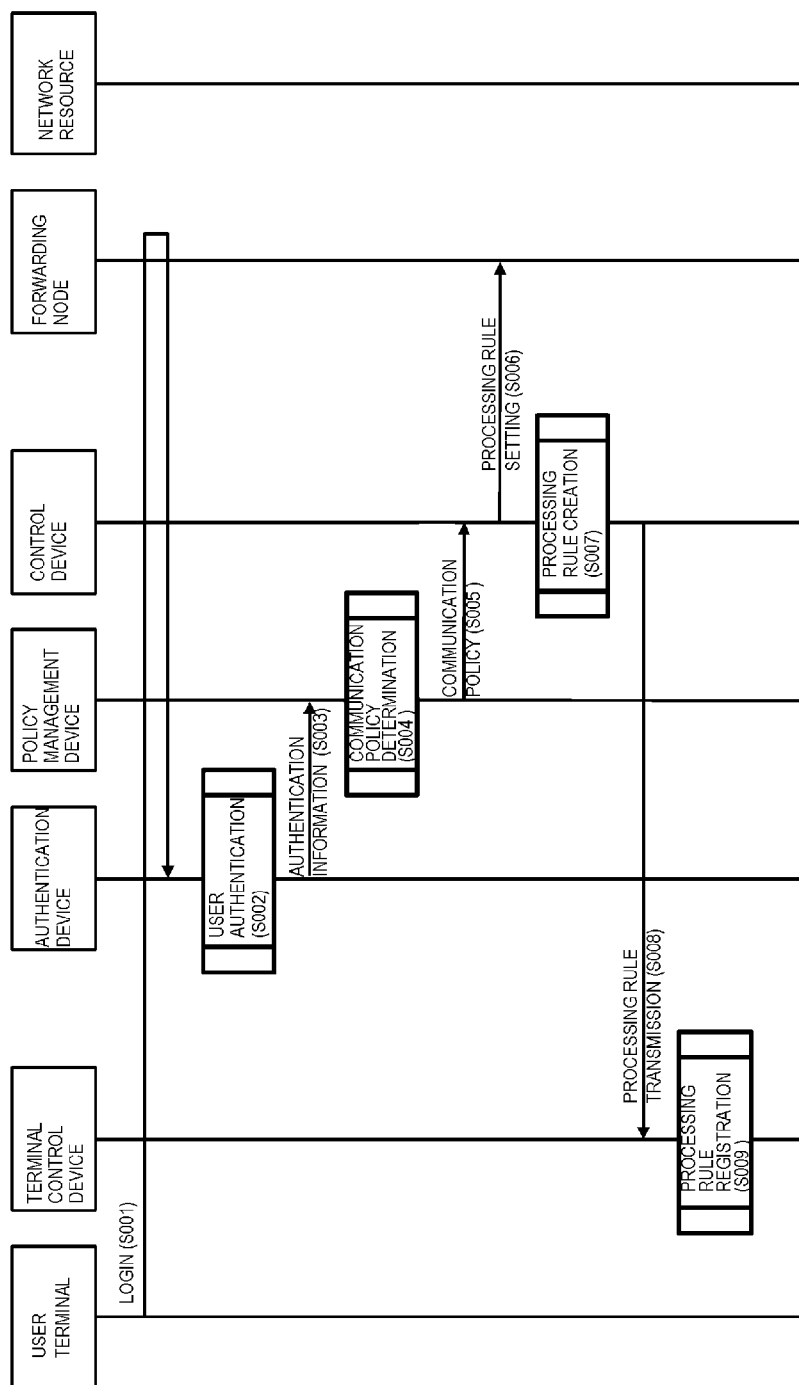 USER
TERMINAL
TERMINAL
CONTROL
DEVICE
AUTHENTICATION
DEVICE
POLICY
MANAGEMENT
DEVICE
CONTROL
DEVICE
FORWARDING
NODE
NETWORK
RESOURCE
LOGIN (S001)
USER
AUTHENTICATION
(S002)
AUTHENTICATION
INFORMATION (S003)
COMMUNICATION
POLICY
DETERMINATION
(S004 )
COMMUNICATION
POLICY (S005 )
PROCESSING RULE
SETTING (S006)
PROCESSING
RULE CREATION
(S007)
PROCESSING RULE
TRANSMISSION (S008)
PROCESSING
RULE
REGISTRATION
(S009 )